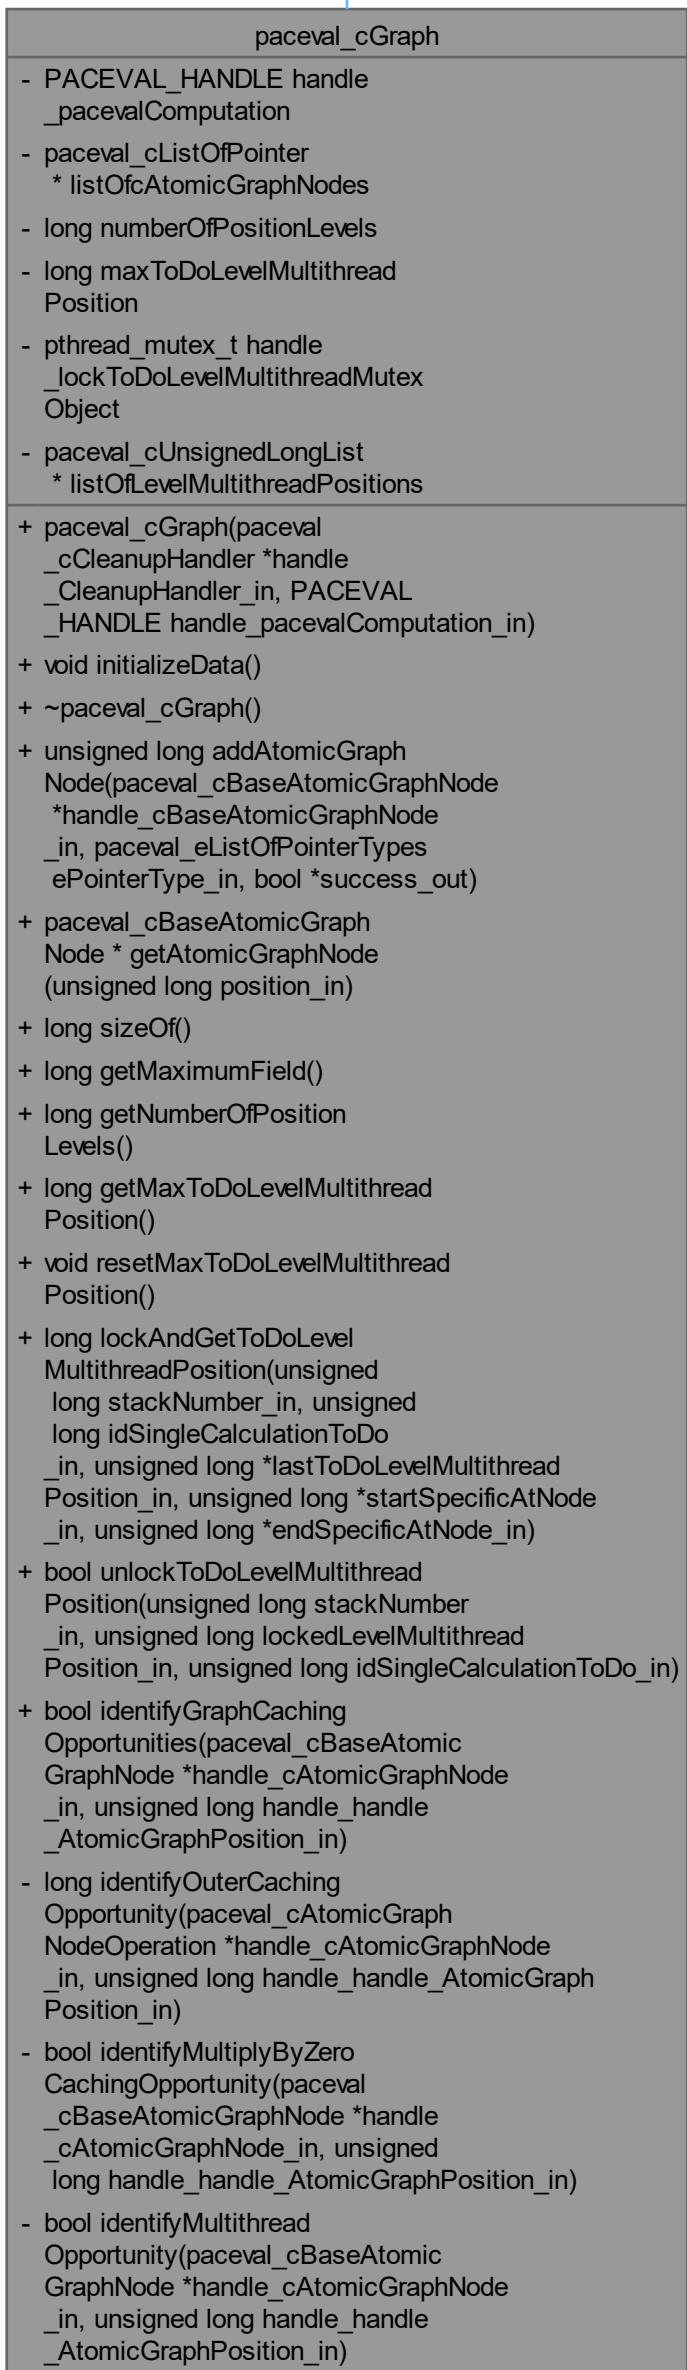 paceval_cGraph
- PACEVAL_HANDLE handle
_pacevalComputation
- paceval_cListOfPointer
* listOfcAtomicGraphNodes
- long numberOfPositionLevels
- long maxToDoLevelMultithread
Position
- pthread_mutex_t handle
_lockToDoLevelMultithreadMutex
Object
- paceval_cUnsignedLongList
* listOfLevelMultithreadPositions
+ paceval_cGraph(paceval
_cCleanupHandler *handle
_CleanupHandler_in, PACEVAL
_HANDLE handle_pacevalComputation_in)
+ void initializeData()
+ ~paceval_cGraph()
+ unsigned long addAtomicGraph
Node(paceval_cBaseAtomicGraphNode
*handle_cBaseAtomicGraphNode
_in, paceval_eListOfPointerTypes
ePointerType_in, bool *success_out)
+ paceval_cBaseAtomicGraph
Node * getAtomicGraphNode
(unsigned long position_in)
+ long sizeOf()
+ long getMaximumField()
+ long getNumberOfPosition
Levels()
+ long getMaxToDoLevelMultithread
Position()
+ void resetMaxToDoLevelMultithread
Position()
+ long lockAndGetToDoLevel
MultithreadPosition(unsigned
long stackNumber_in, unsigned
long idSingleCalculationToDo
_in, unsigned long *lastToDoLevelMultithread
Position_in, unsigned long *startSpecificAtNode
_in, unsigned long *endSpecificAtNode_in)
+ bool unlockToDoLevelMultithread
Position(unsigned long stackNumber
_in, unsigned long lockedLevelMultithread
Position_in, unsigned long idSingleCalculationToDo_in)
+ bool identifyGraphCaching
Opportunities(paceval_cBaseAtomic
GraphNode *handle_cAtomicGraphNode
_in, unsigned long handle_handle
_AtomicGraphPosition_in)
- long identifyOuterCaching
Opportunity(paceval_cAtomicGraph
NodeOperation *handle_cAtomicGraphNode
_in, unsigned long handle_handle_AtomicGraph
Position_in)
- bool identifyMultiplyByZero
CachingOpportunity(paceval
_cBaseAtomicGraphNode *handle
_cAtomicGraphNode_in, unsigned
long handle_handle_AtomicGraphPosition_in)
- bool identifyMultithread
Opportunity(paceval_cBaseAtomic
GraphNode *handle_cAtomicGraphNode
_in, unsigned long handle_handle
_AtomicGraphPosition_in)